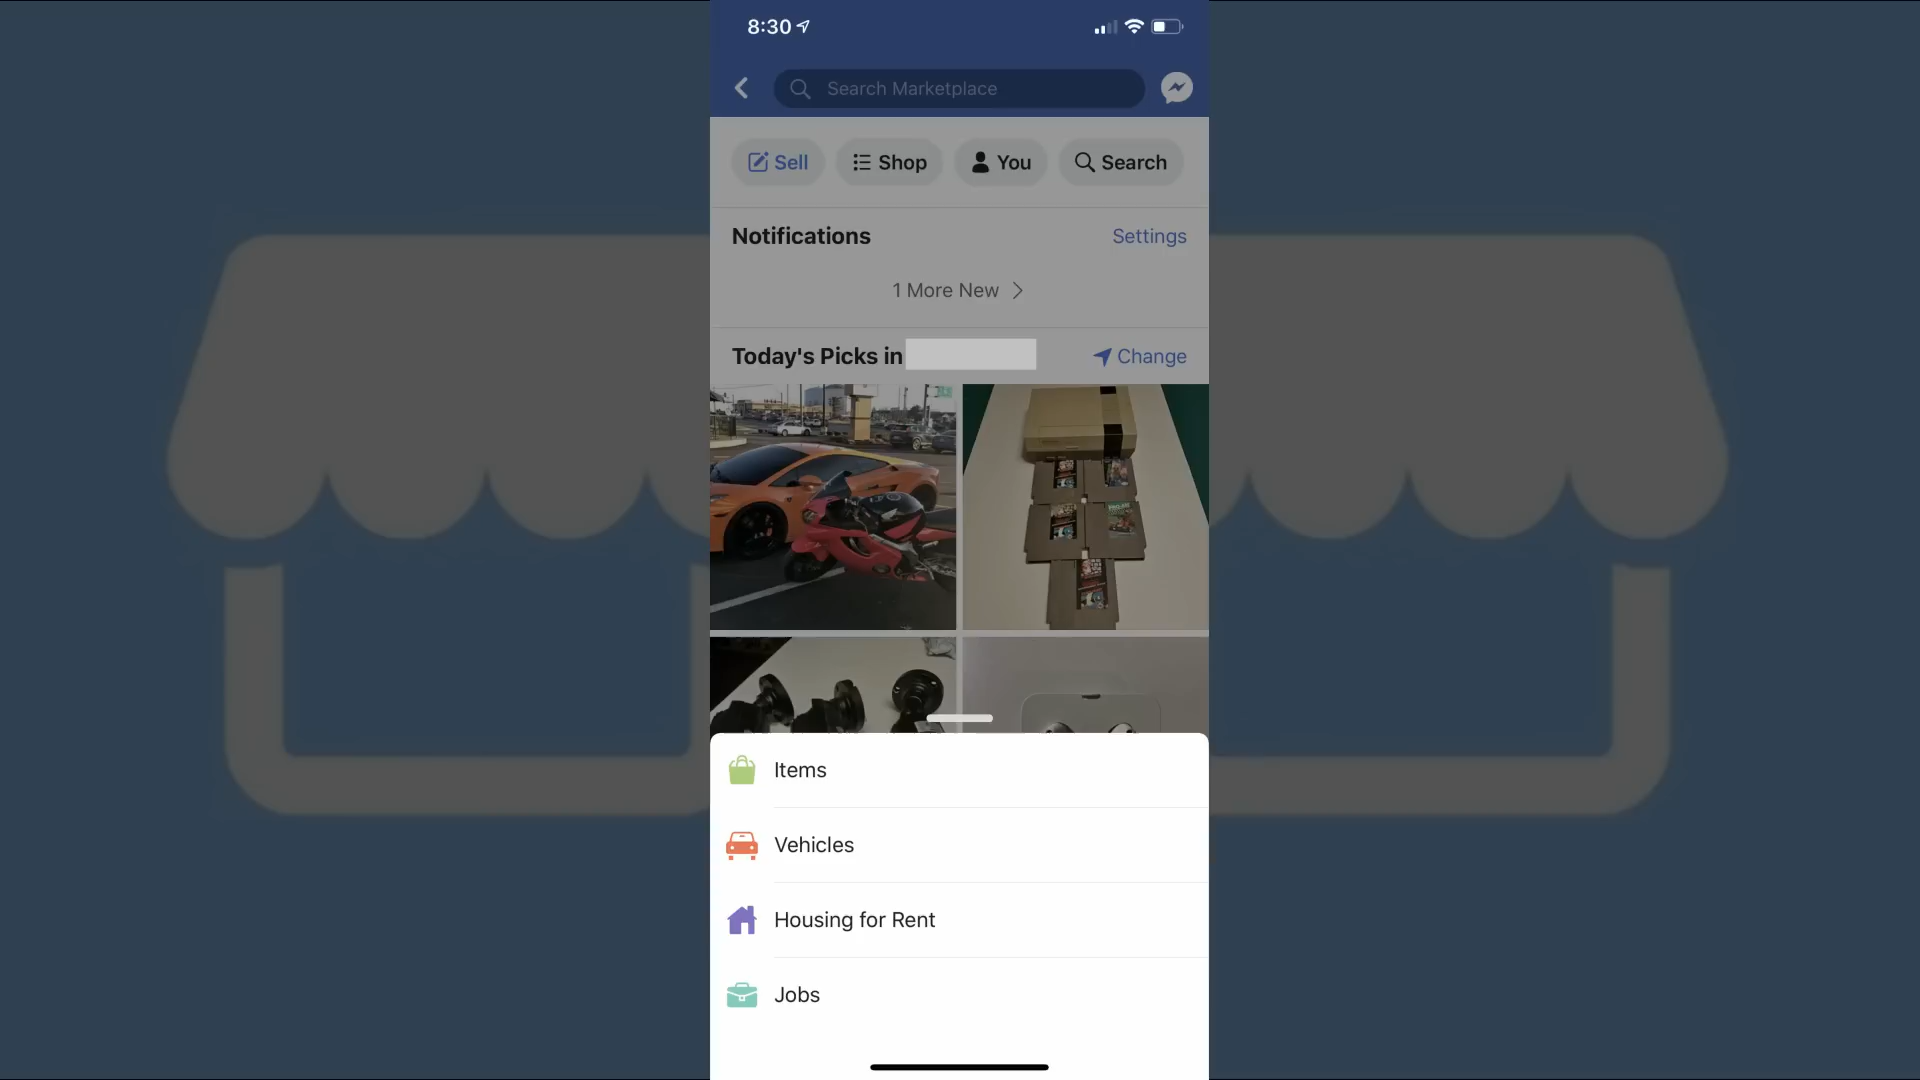 8:30
Search Marketplace
Sell Shop You Search
Notifications Settings
1 More New
Today's Picks in Change
Items
Vehicles
Housing for Rent
Jobs